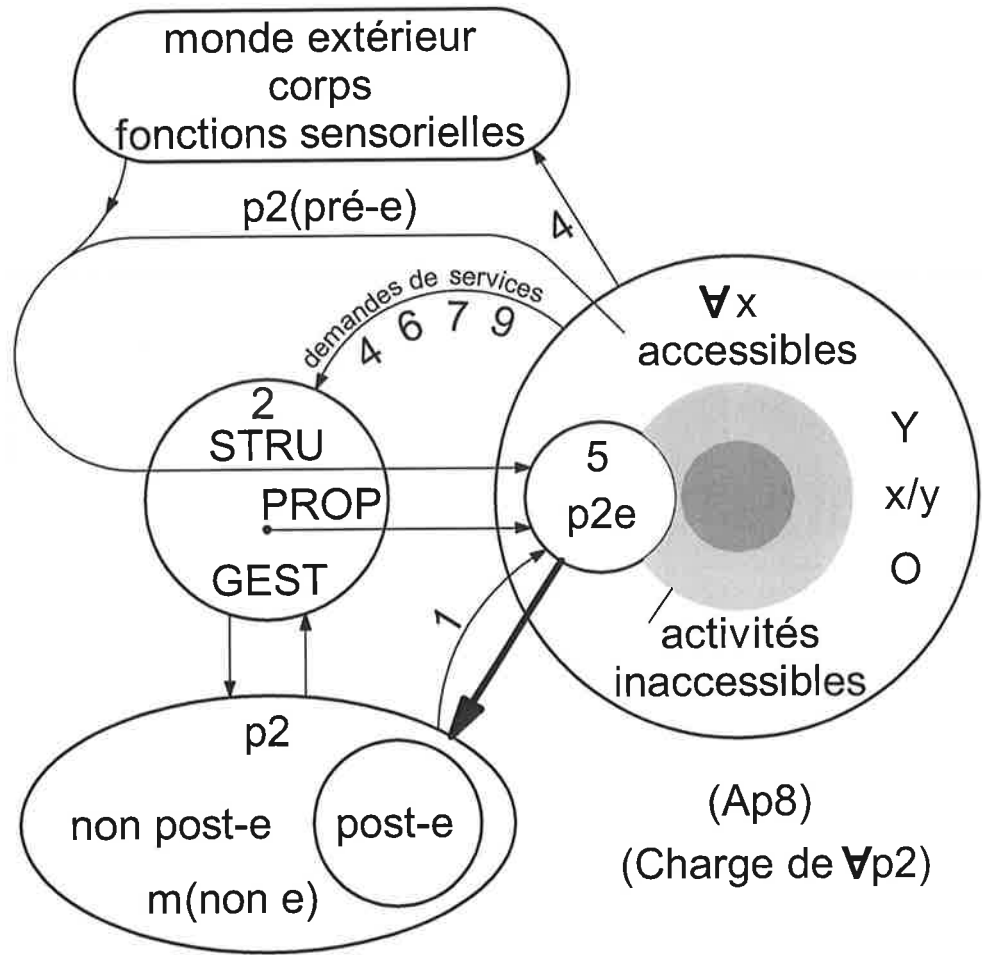 monde extérieur
corps
fonctions sensorielles
p2(pré-e)
4
demandes de services
4 6 7 9
∀x
accessibles
2
STRU
PROP
GEST
5
p2e
Y
x/y
O
activités
inaccessibles
1
p2
non post-e
post-e
m(non e)
(Ap8)
(Charge de ∀p2)